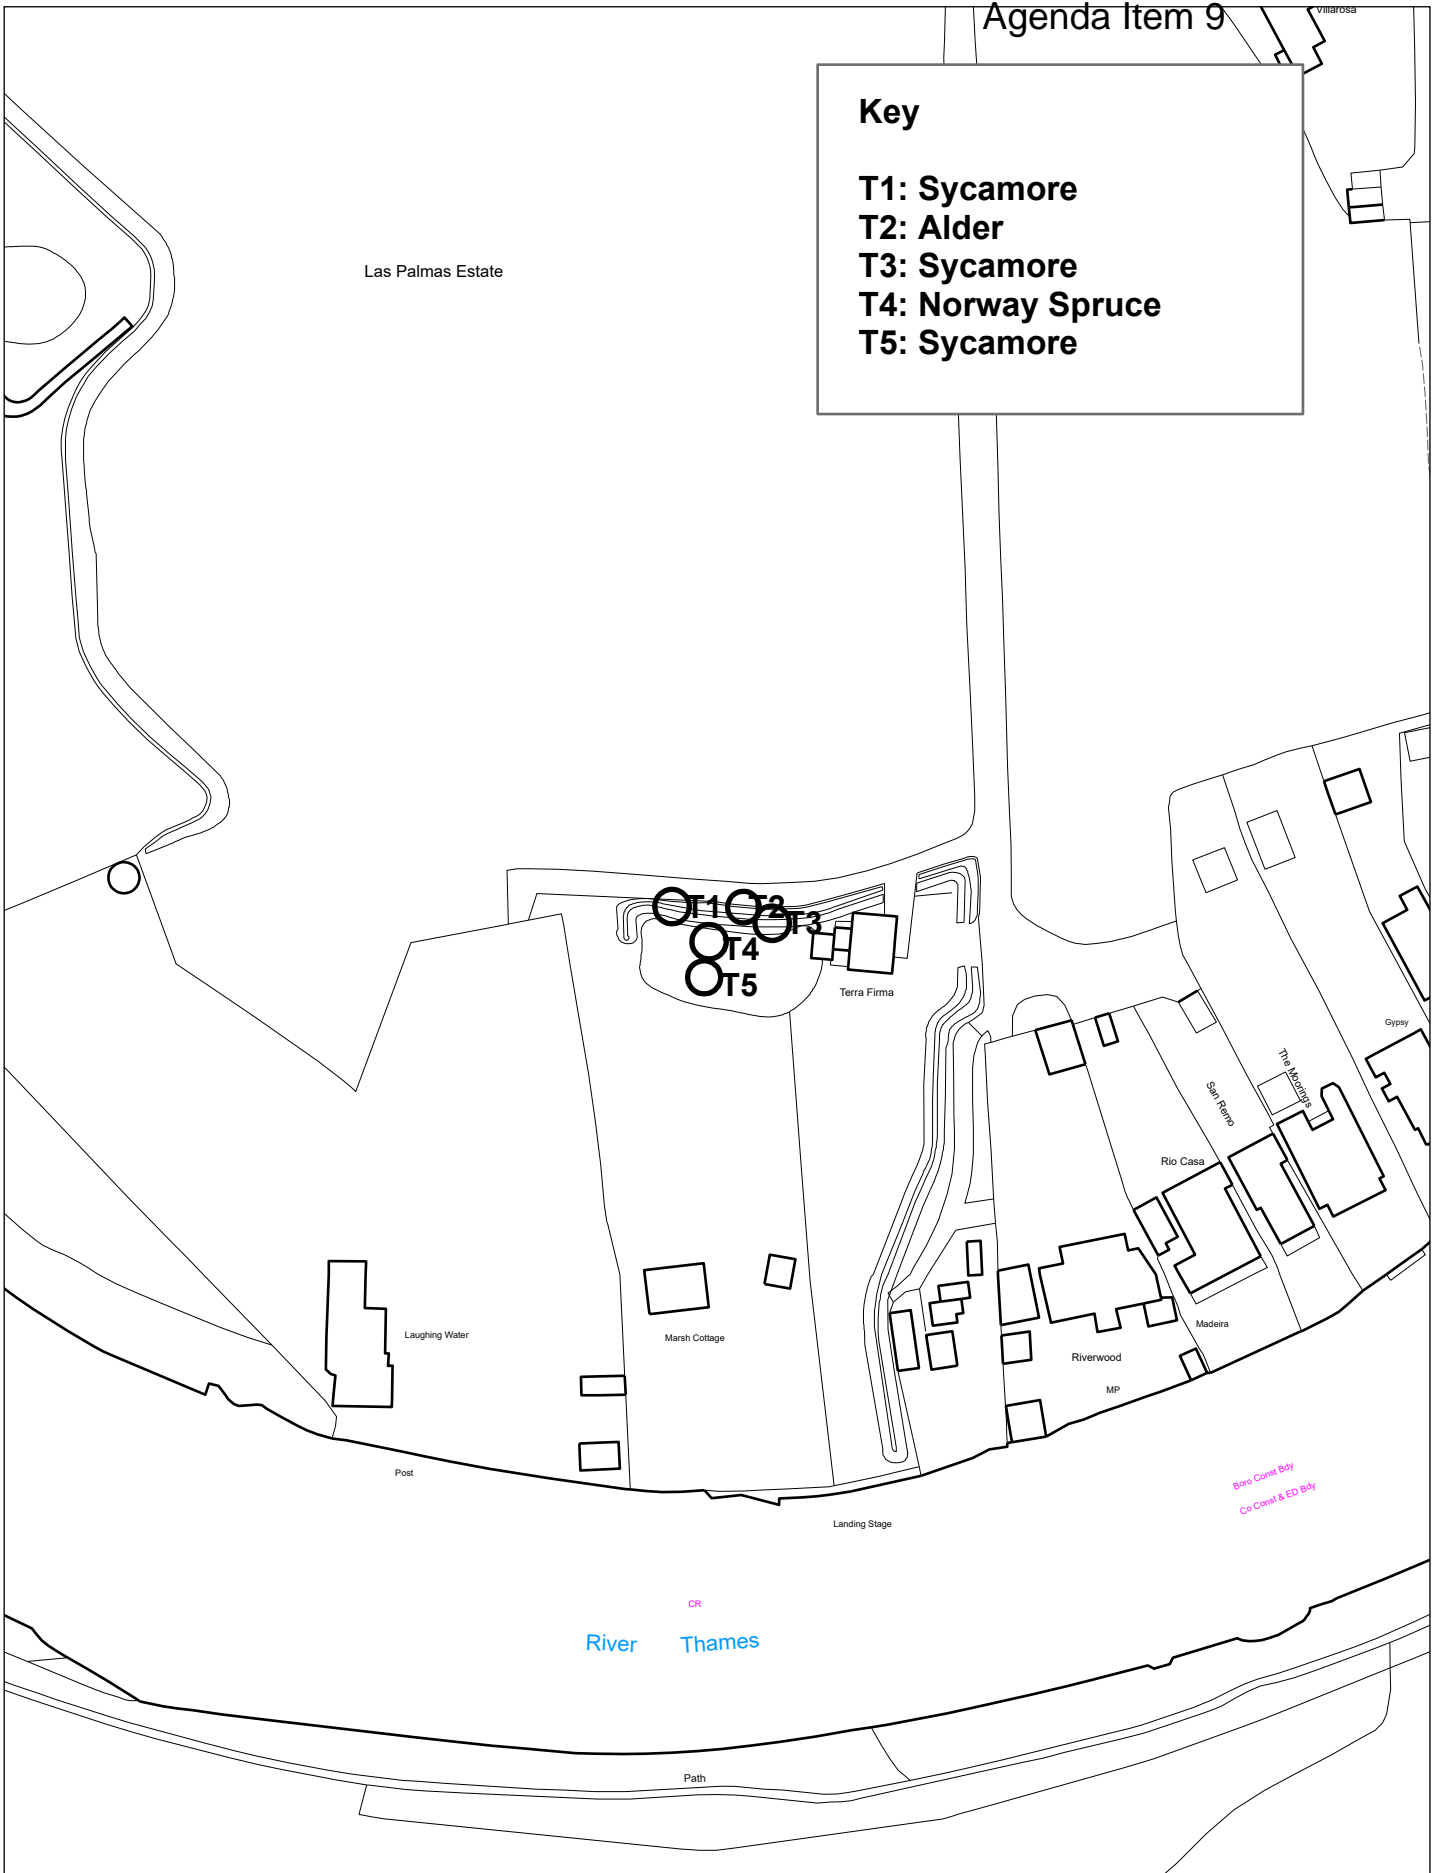 Agenda Item 9
Villarosa
Key
T1: Sycamore
T2: Alder
T3: Sycamore
T4: Norway Spruce
T5: Sycamore
Las Palmas Estate
T1
T2
T3
T4
T5
Terra Firma
Gypsy
The Moorings
San Remo
Rio Casa
Madeira
Laughing Water
Marsh Cottage
Riverwood
MP
Post
Boro Const Bdy
Co Const & ED Bdy
Landing Stage
CR
River Thames
Path